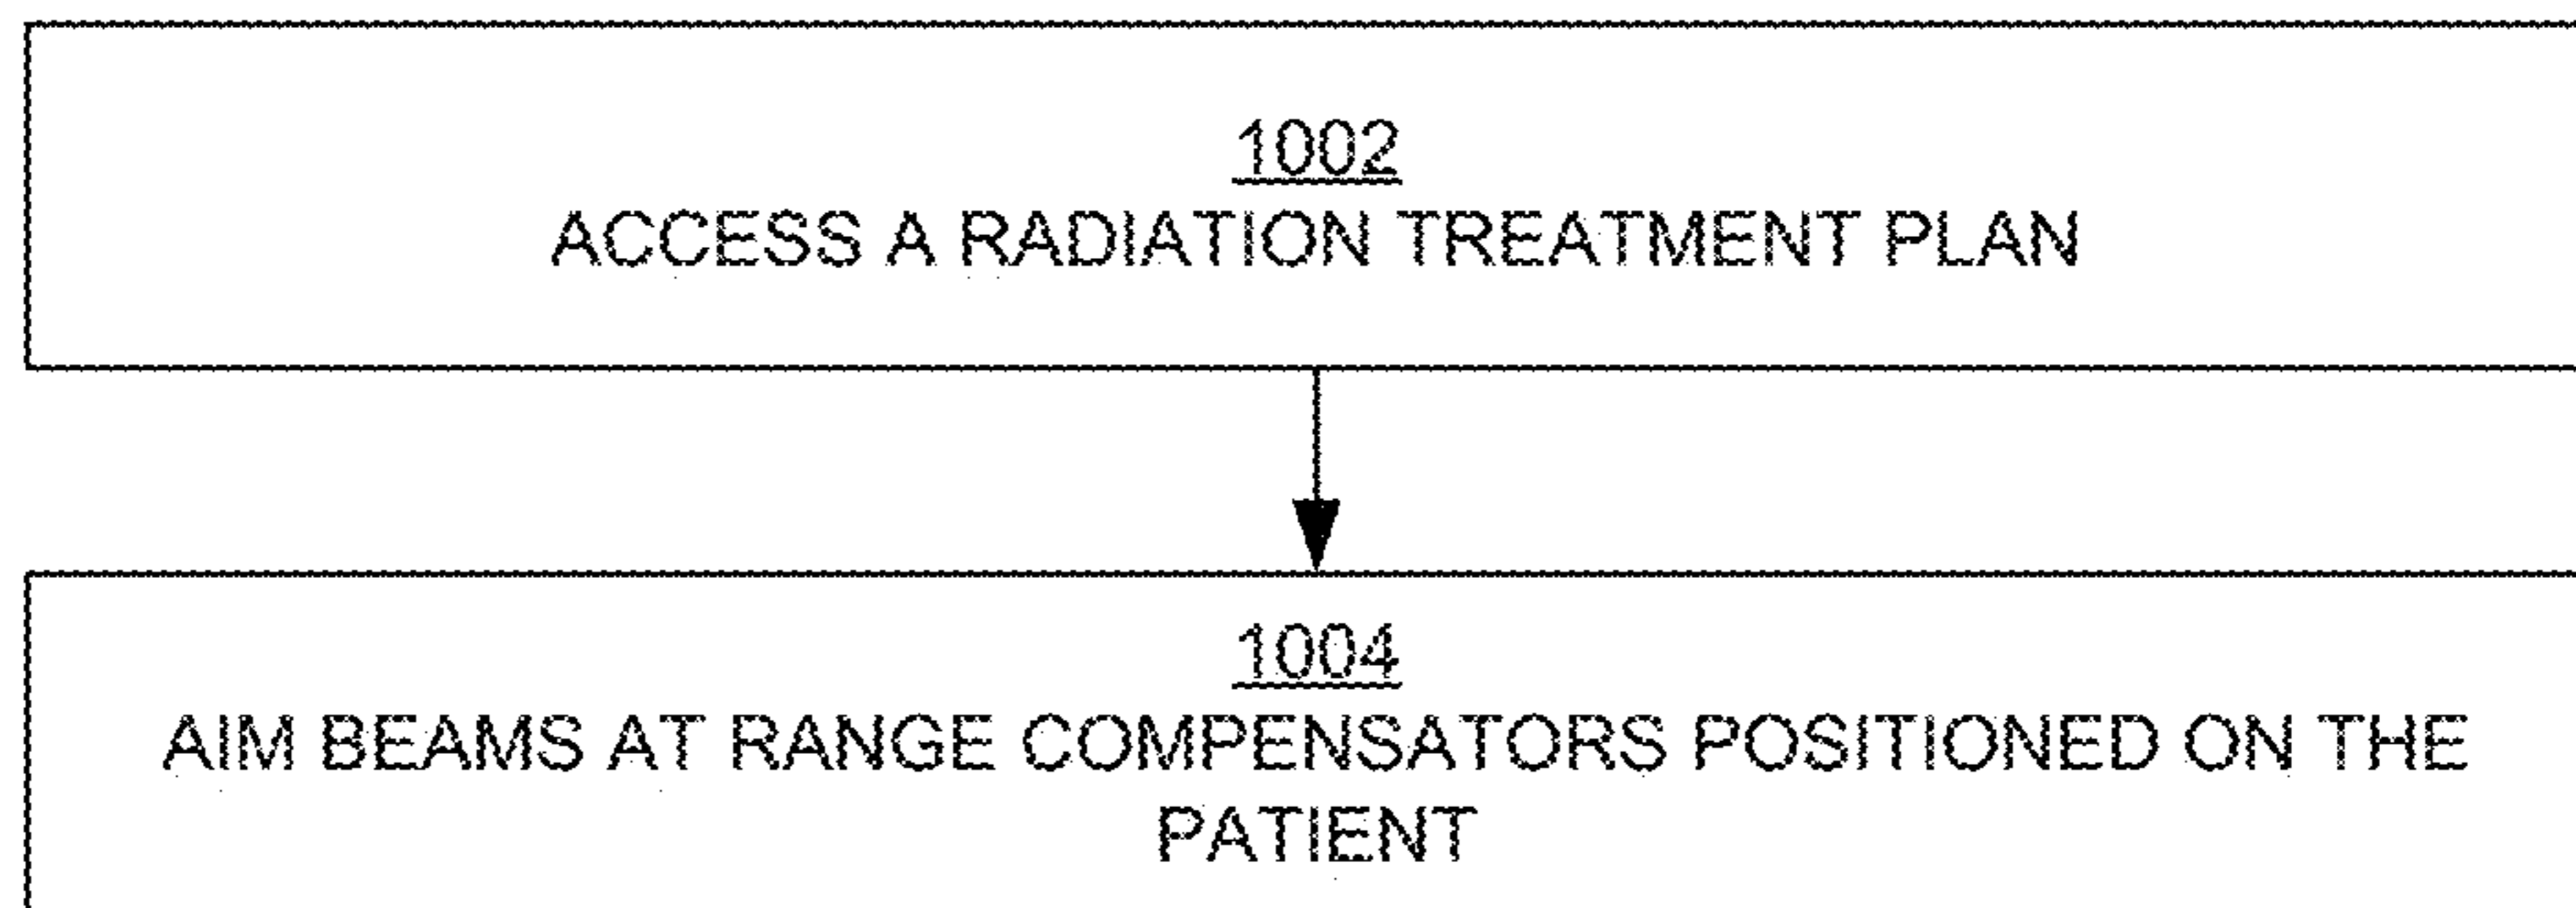 1002
ACCESS A RADIATION TREATMENT PLAN
1004
AIM BEAMS AT RANGE COMPENSATORS POSITIONED ON THE
PATIENT